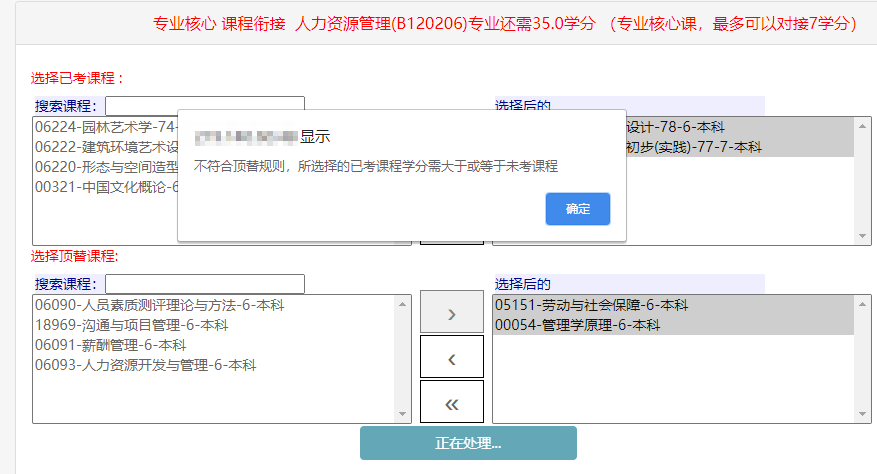 专业核心 课程衔接 人力资源管理(B120206)专业还需35.0学分 （专业核心课，最多可以对接7学分）
选择已考课程：
搜索课程：
选择后的
06224-园林艺术学-74-
06222-建筑环境艺术设
06220-形态与空间造型
00321-中国文化概论-6
设计-78-6-本科
初步(实践)-77-7-本科
显示
不符合顶替规则，所选择的已考课程学分需大于或等于未考课程
确定
选择顶替课程:
搜索课程：
选择后的
06090-人员素质测评理论与方法-6-本科
18969-沟通与项目管理-6-本科
06091-薪酬管理-6-本科
06093-人力资源开发与管理-6-本科
›
‹
«
05151-劳动与社会保障-6-本科
00054-管理学原理-6-本科
正在处理...